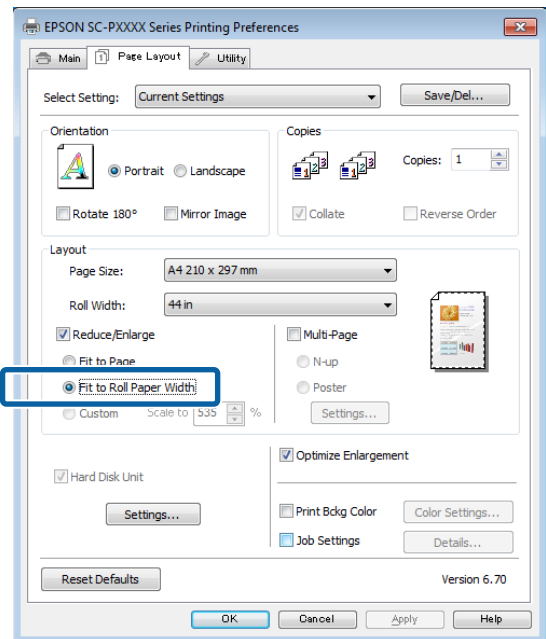 EPSON SC-PXXXX Series Printing Preferences
Main Page Layout Utility
Select Setting: Current Settings Save/Del...
Orientation Copies
Portrait Landscape Copies: 1
Rotate 180° Mirror Image Collate Reverse Order
Layout
Page Size: A4 210 x 297 mm
Roll Width: 44 in
Reduce/Enlarge Multi-Page
Fit to Page N-up
Fit to Roll Paper Width Poster
Custom Scale to 535 % Settings...
Optimize Enlargement
Hard Disk Unit
Settings... Print Bckg Color Color Settings...
Job Settings Details...
Reset Defaults Version 6.70
OK Cancel Apply Help